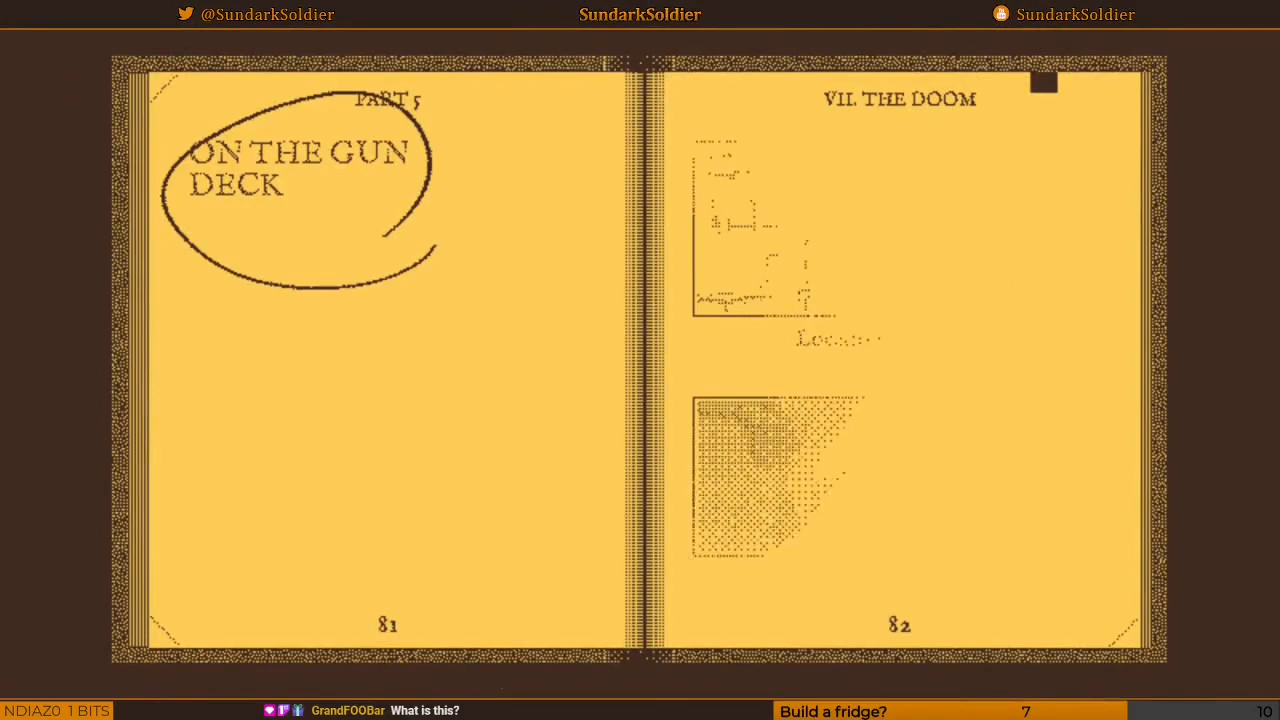 @SundarkSoldier
SundarkSoldier
SundarkSoldier
PART 5
ON THE GUN
DECK
81
VII. THE DOOM
82
NDIAZ0 1 BITS
GrandFOOBar What is this?
Build a fridge? 7 10